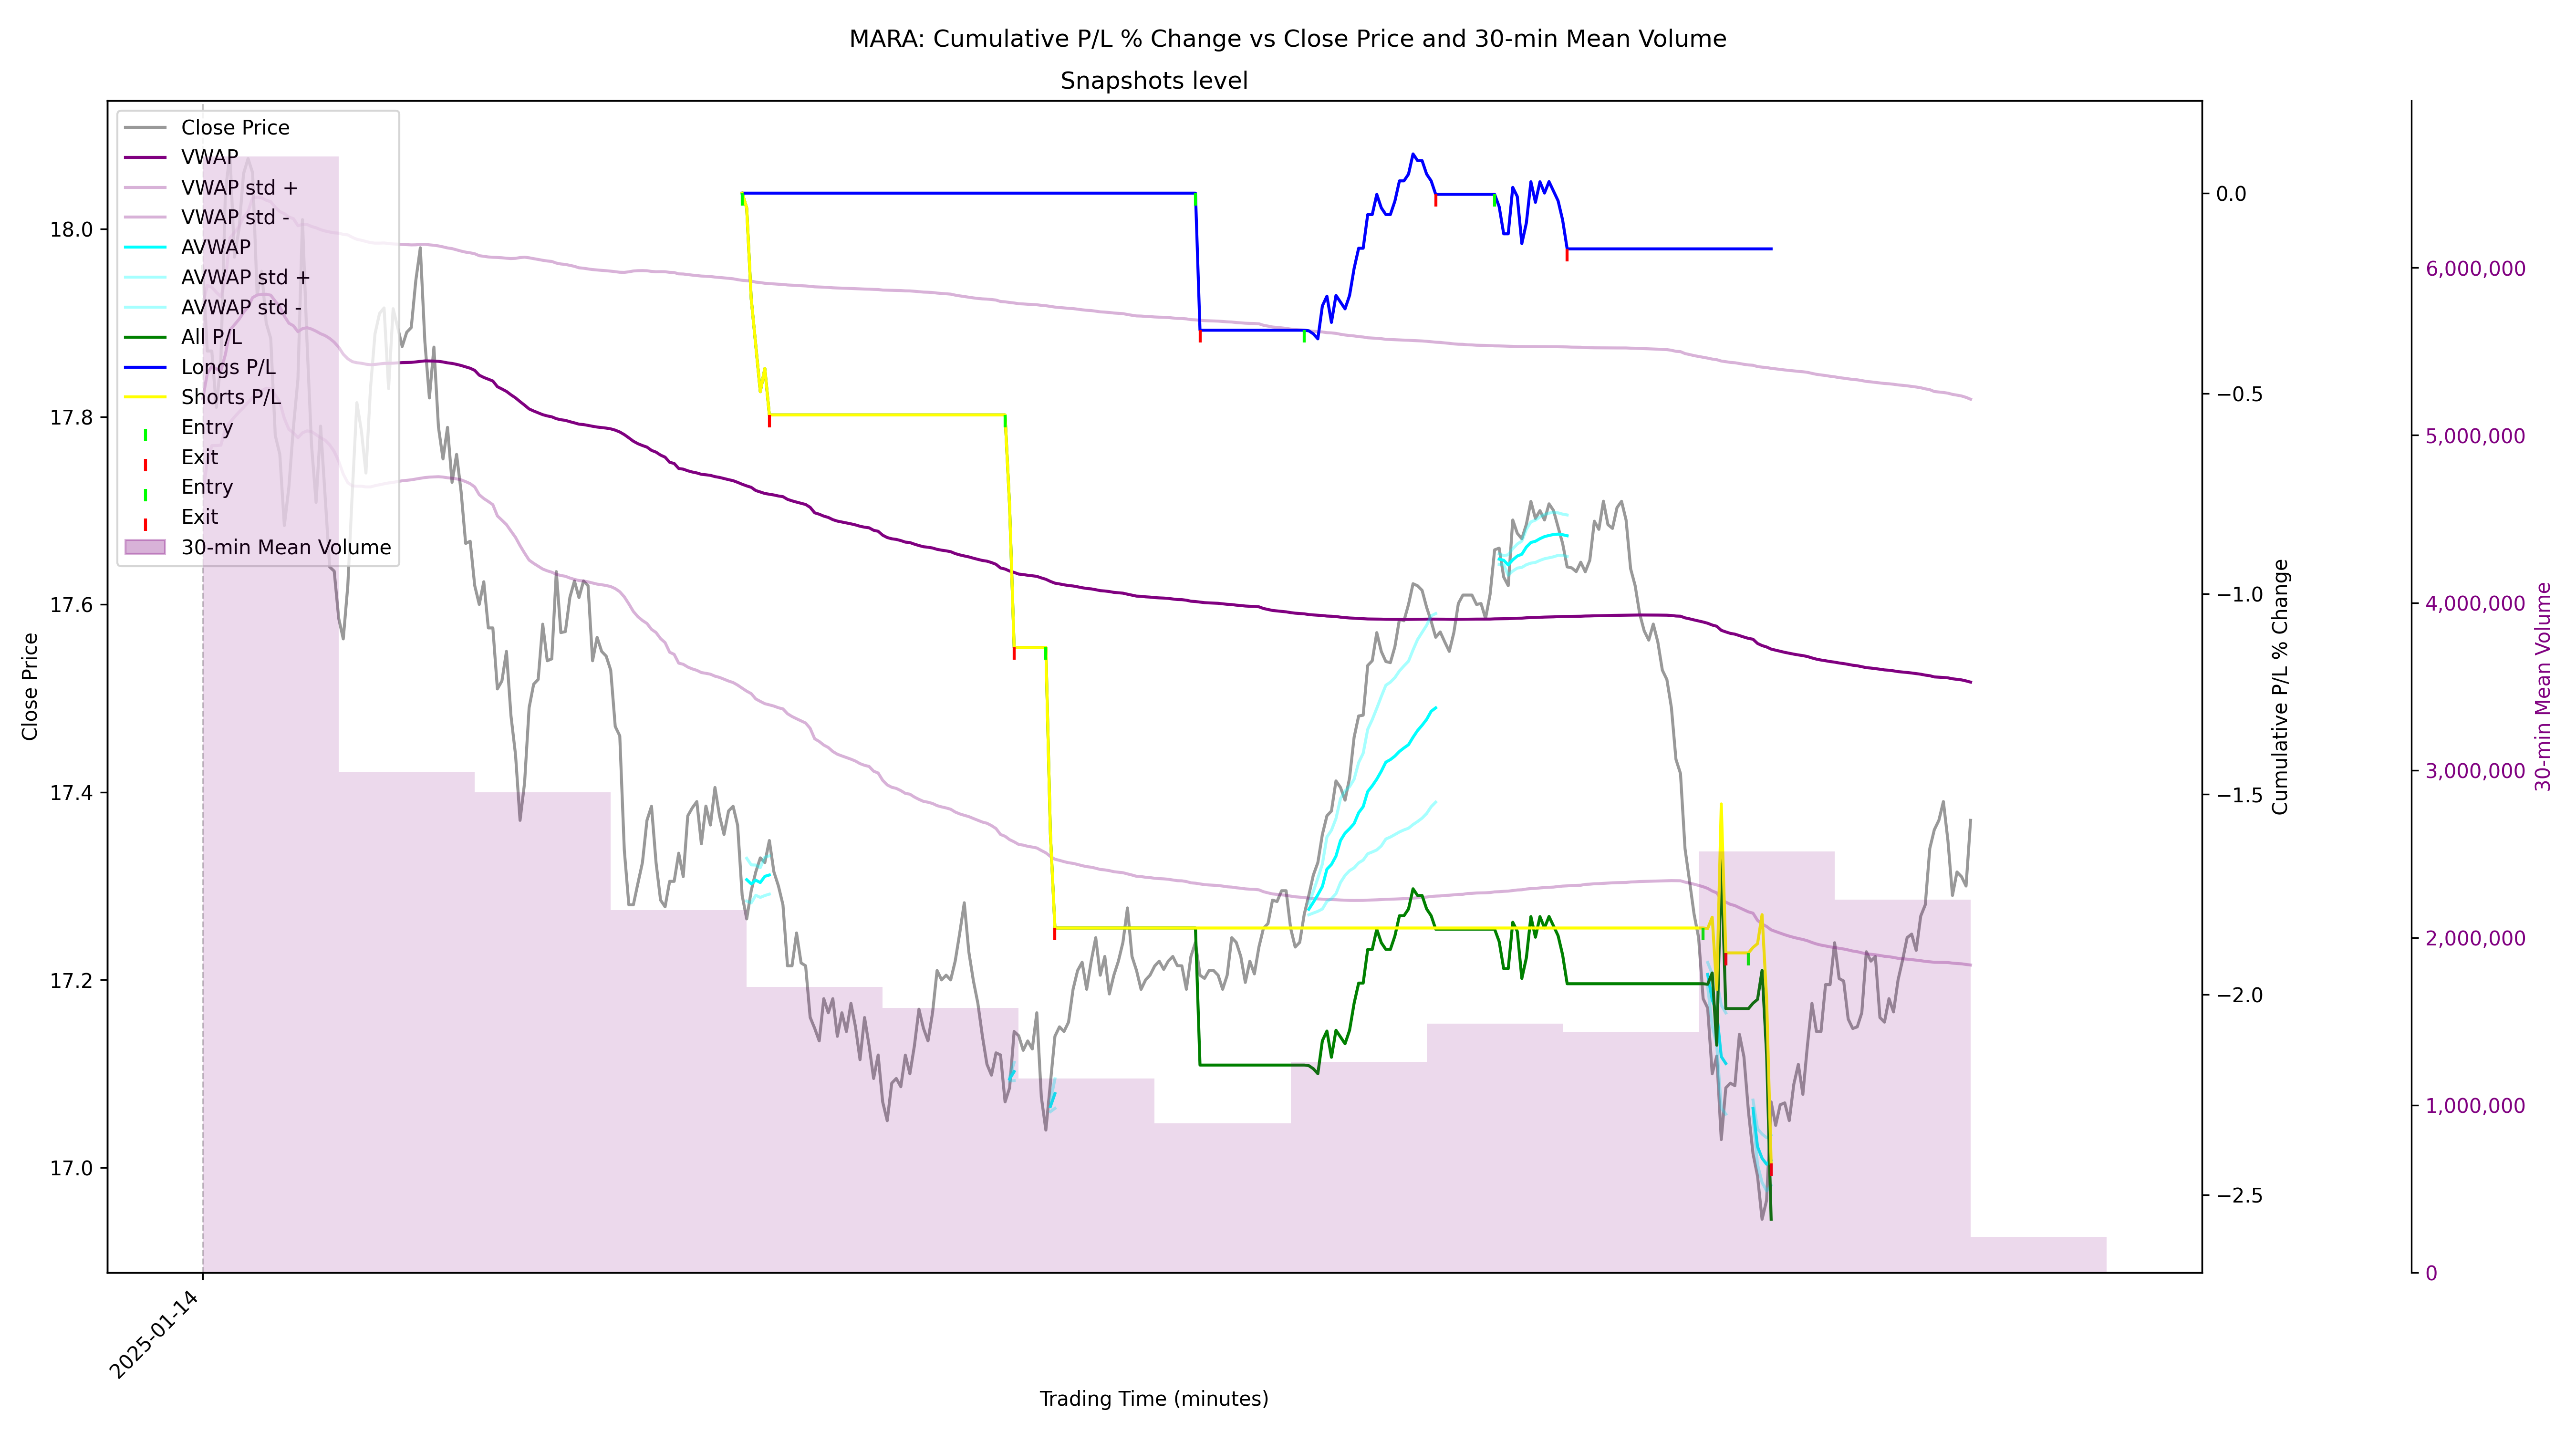 MARA: Cumulative P/L % Change vs Close Price and 30-min Mean Volume
Snapshots level
Close Price
VWAP
VWAP std +
VWAP std -
AVWAP
AVWAP std +
AVWAP std -
All P/L
Longs P/L
Shorts P/L
Entry
Exit
Entry
Exit
30-min Mean Volume
Close Price
18.0
17.8
17.6
17.4
17.2
17.0
0.0
−0.5
−1.0
−1.5
−2.0
−2.5
Cumulative P/L % Change
6,000,000
5,000,000
4,000,000
3,000,000
2,000,000
1,000,000
0
30-min Mean Volume
2025-01-14
Trading Time (minutes)